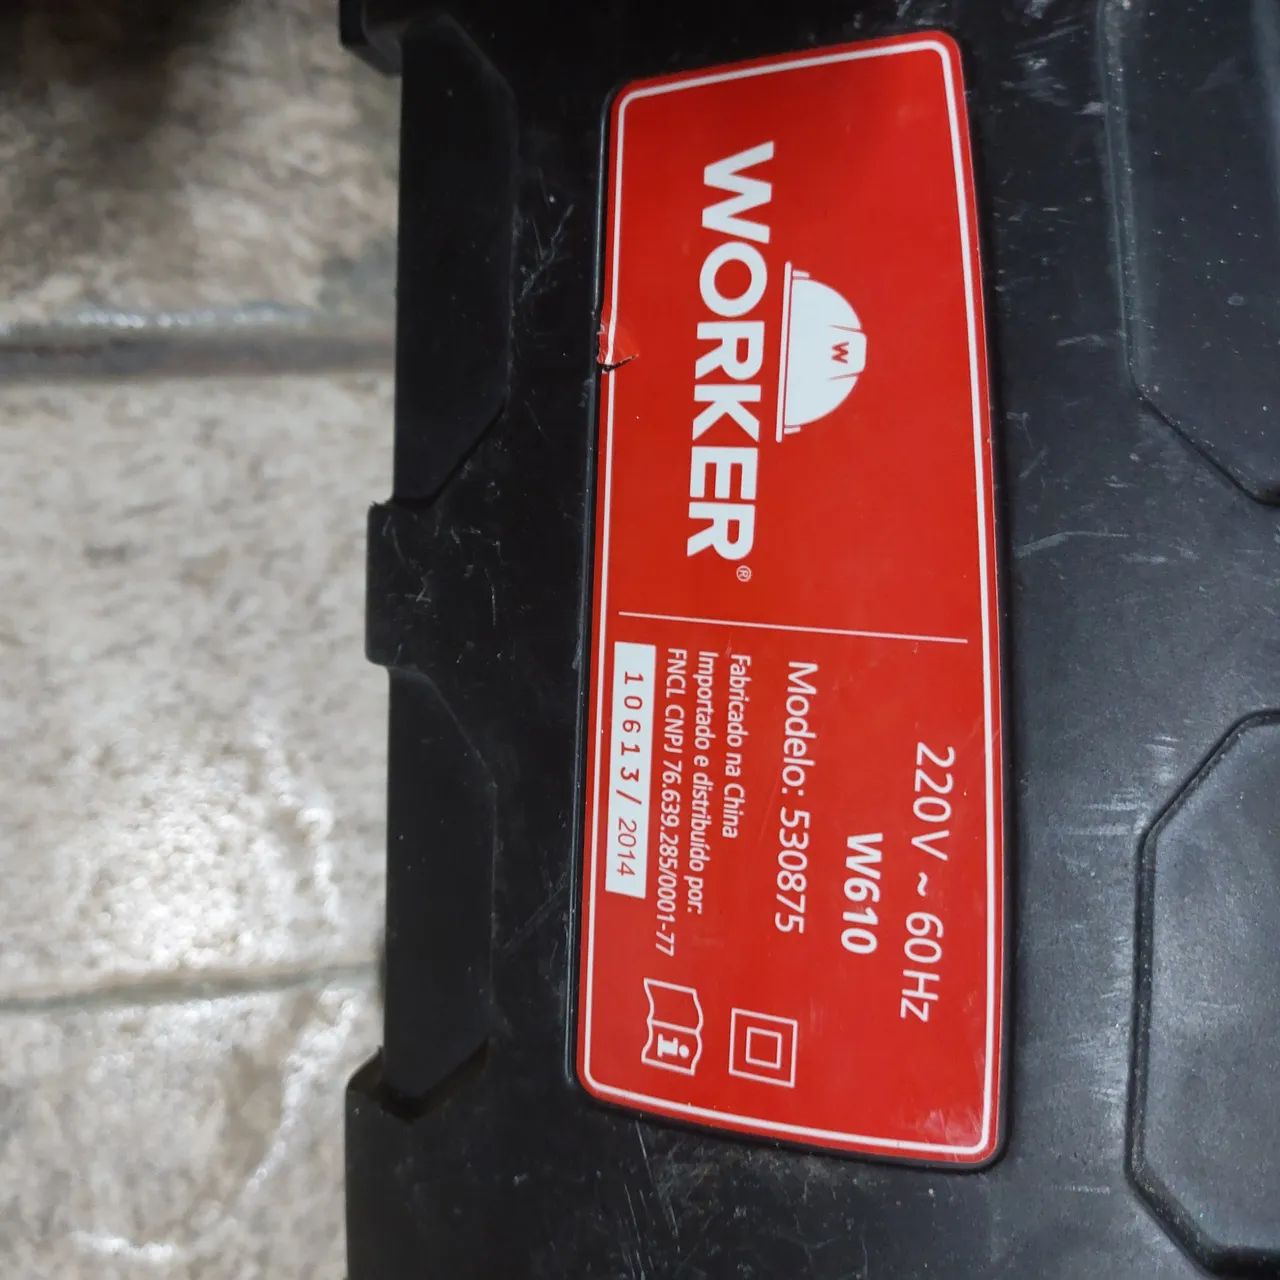 W
WORKER®
220V ~ 60Hz
W610
Modelo: 530875
Fabricado na China
Importado e distribuído por:
FNCL CNPJ 76.639.285/0001-77
10613/2014
i